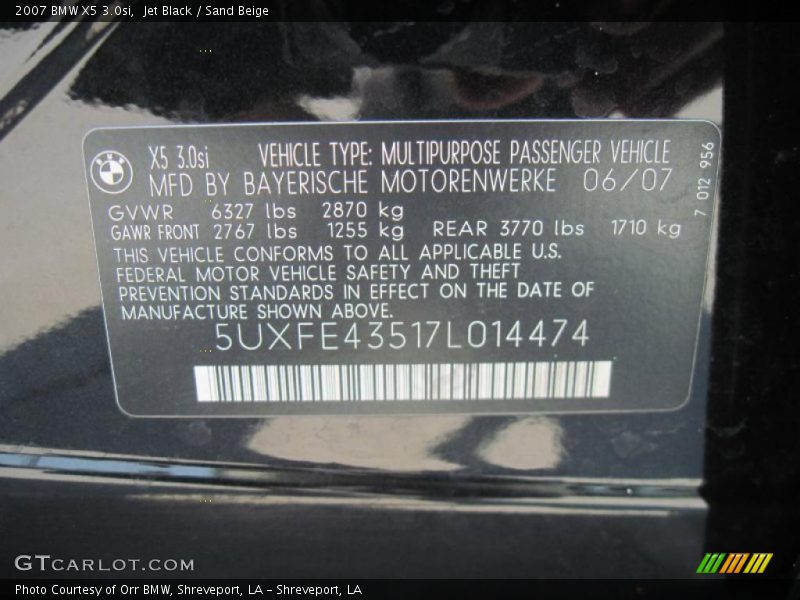 2007 BMW X5 3.0si, Jet Black / Sand Beige
BMW
X5 3.0si VEHICLE TYPE: MULTIPURPOSE PASSENGER VEHICLE
MFD BY BAYERISCHE MOTORENWERKE 06/07
7 012 956
GVWR 6327 lbs 2870 kg
GAWR FRONT 2767 lbs 1255 kg REAR 3770 lbs 1710 kg
THIS VEHICLE CONFORMS TO ALL APPLICABLE U.S.
FEDERAL MOTOR VEHICLE SAFETY AND THEFT
PREVENTION STANDARDS IN EFFECT ON THE DATE OF
MANUFACTURE SHOWN ABOVE.
5UXFE43517L014474
GTCARLOT.COM
Photo Courtesy of Orr BMW, Shreveport, LA – Shreveport, LA